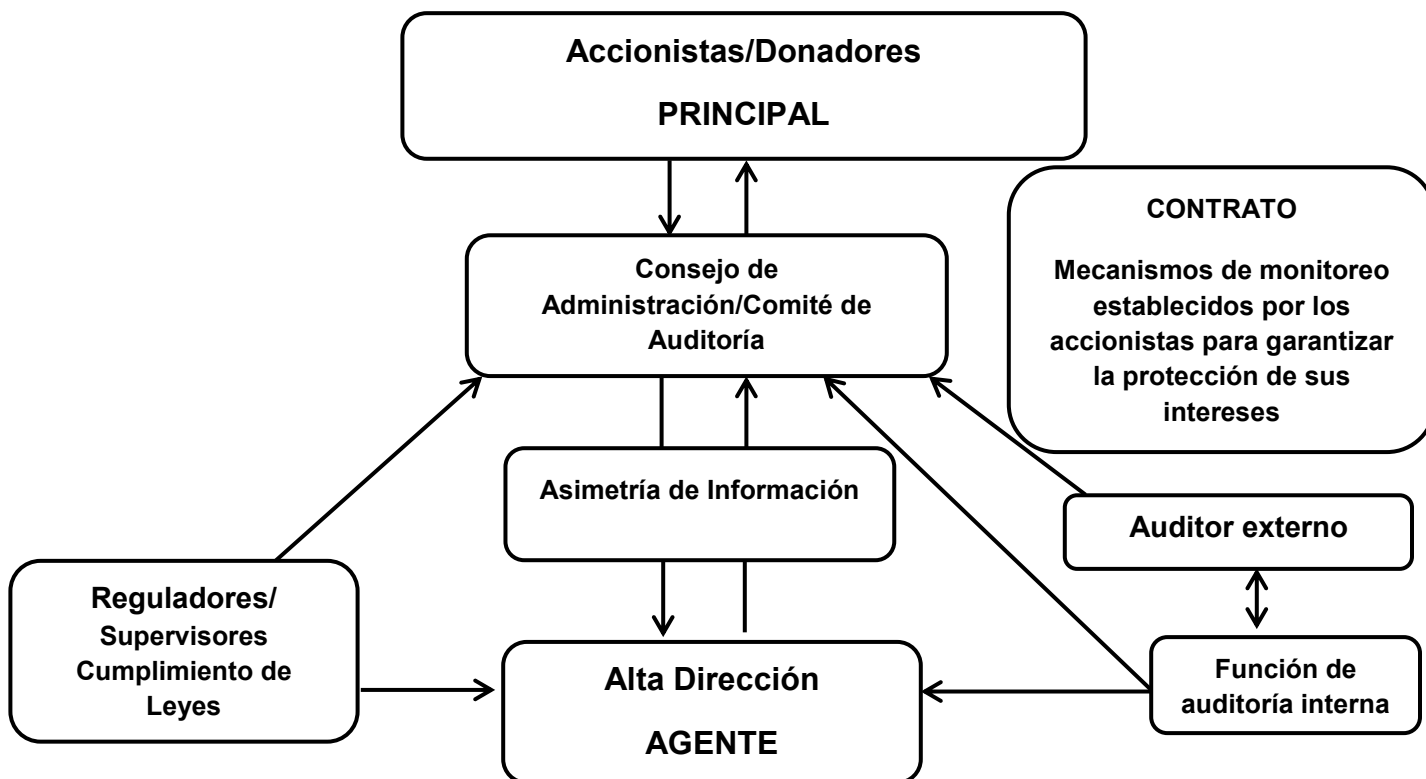 Accionistas/Donadores
PRINCIPAL
CONTRATO
Mecanismos de monitoreo
establecidos por los
accionistas para garantizar
la protección de sus
intereses
Consejo de
Administración/Comité de
Auditoría
Asimetría de Información
Auditor externo
Reguladores/
Supervisores
Cumplimiento de
Leyes
Alta Dirección
AGENTE
Función de
auditoría interna